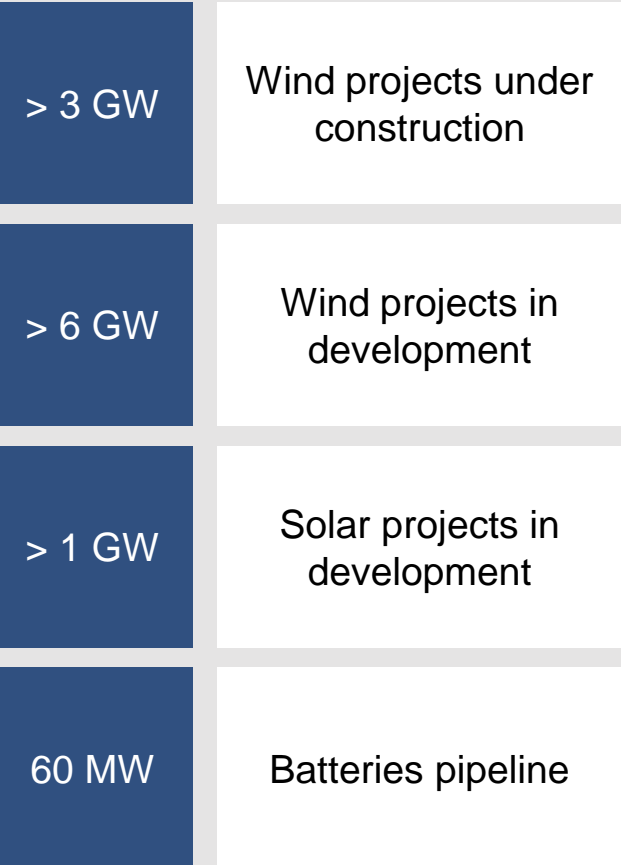 > 3 GW
Wind projects under
construction
> 6 GW
Wind projects in
development
> 1 GW
Solar projects in
development
60 MW
Batteries pipeline